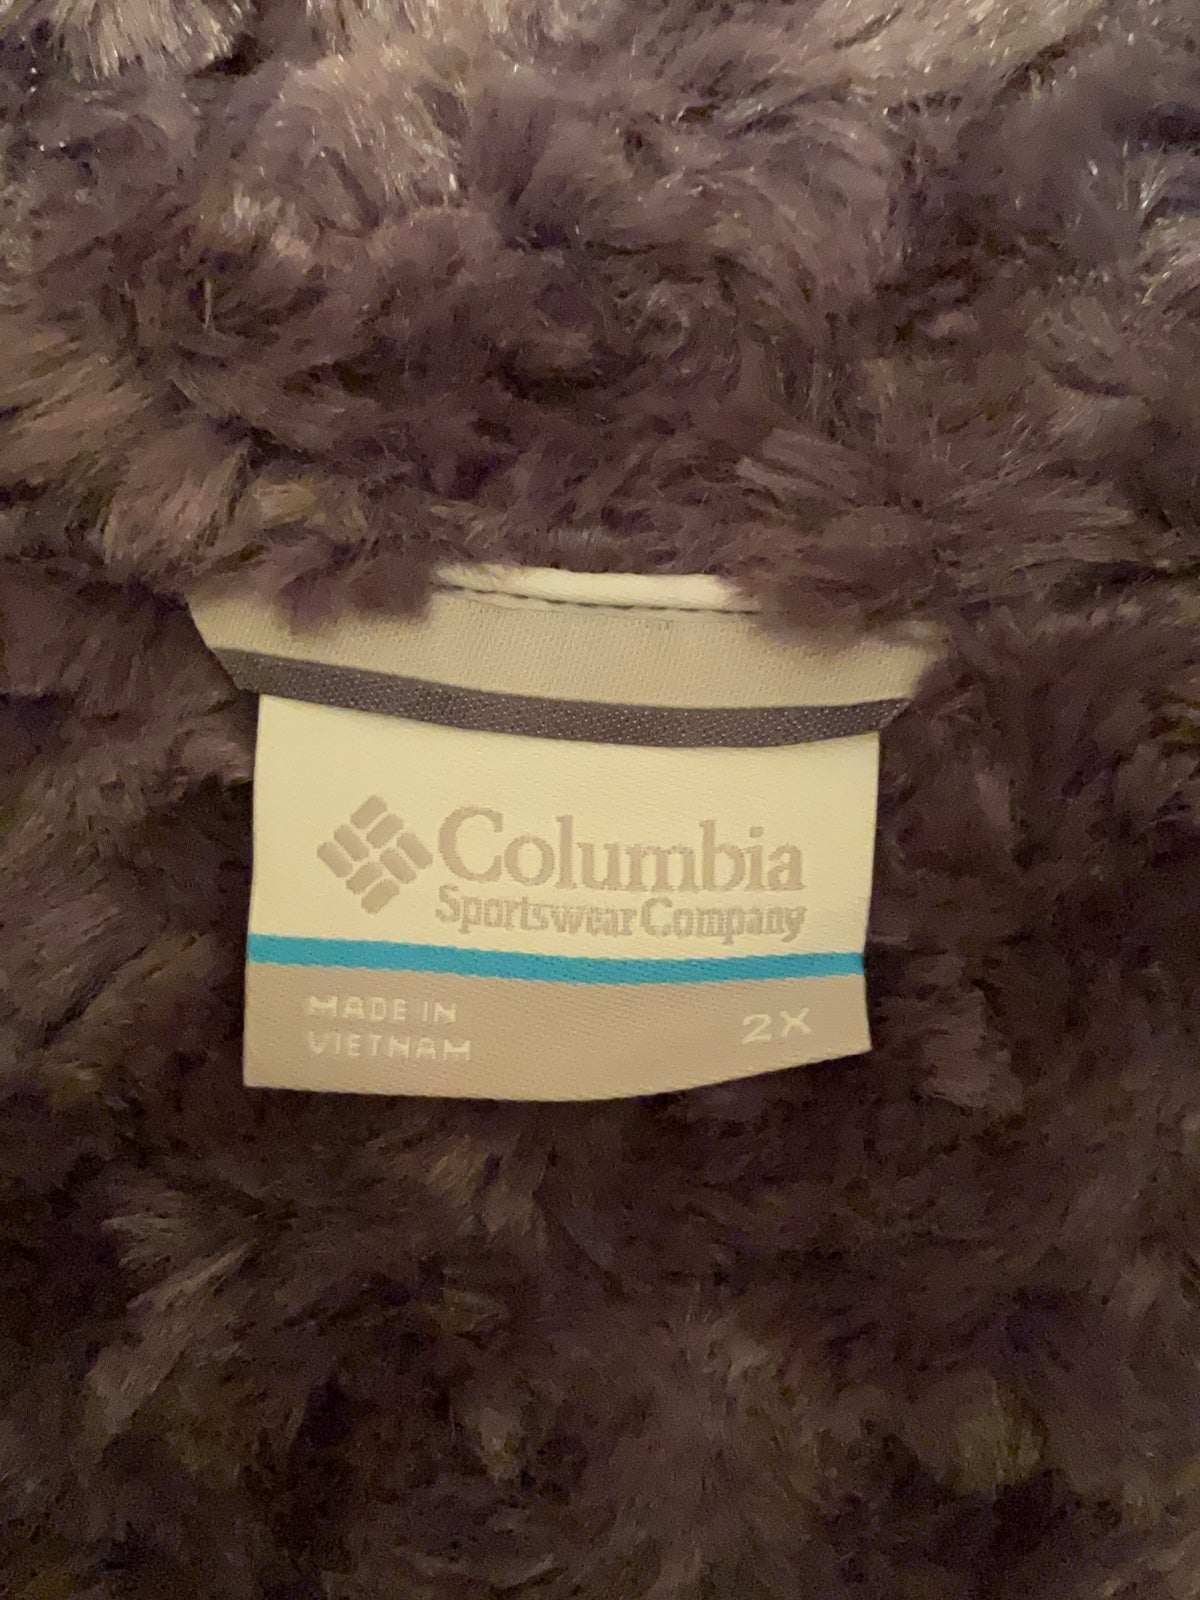 Columbia
Sportswear Company
MADE IN
VIETNAM
2X